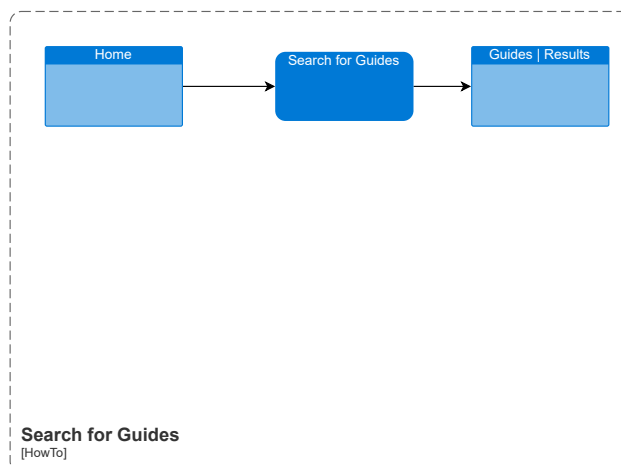 Home
Search for Guides
Guides | Results
Search for Guides
[HowTo]